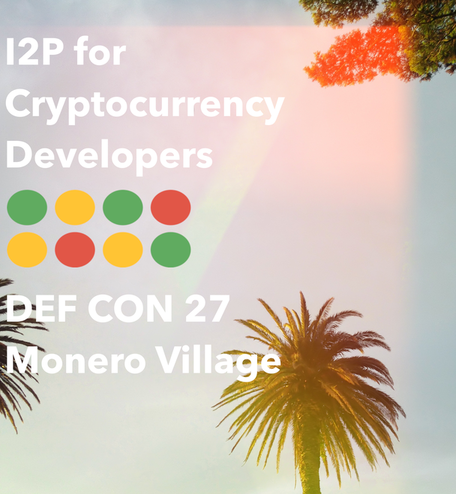 I2P for
Cryptocurrency
Developers
DEF CON 27
Monero Village